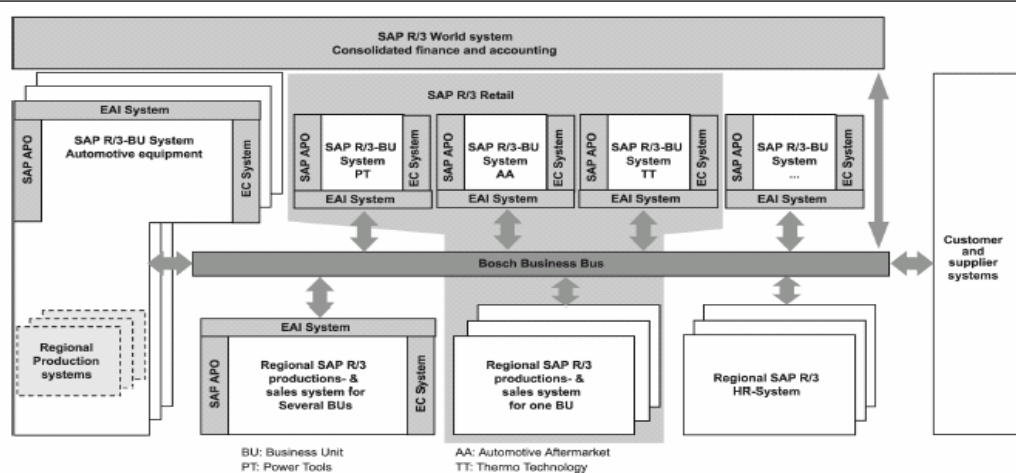 SAP R/3 World system
Consolidated finance and accounting
EAI System
SAP APO
SAP R/3-BU System
Automotive equipment
EC System
SAP R/3 Retail
SAP APO
SAP R/3-BU
System
PT
EC System
EAI System
SAP APO
SAP R/3-BU
System
AA
EC System
EAI System
SAP APO
SAP R/3-BU
System
TT
EC System
EAI System
SAP APO
SAP R/3-BU
System
...
EC System
EAI System
Customer
and
supplier
systems
Bosch Business Bus
Regional
Production
systems
EAI System
SAP APO
Regional SAP R/3
productions- &
sales system for
Several BUs
EC System
Regional SAP R/3
productions- &
sales system
for one BU
Regional SAP R/3
HR-System
BU: Business Unit
PT: Power Tools
AA: Automotive Aftermarket
TT: Thermo Technology